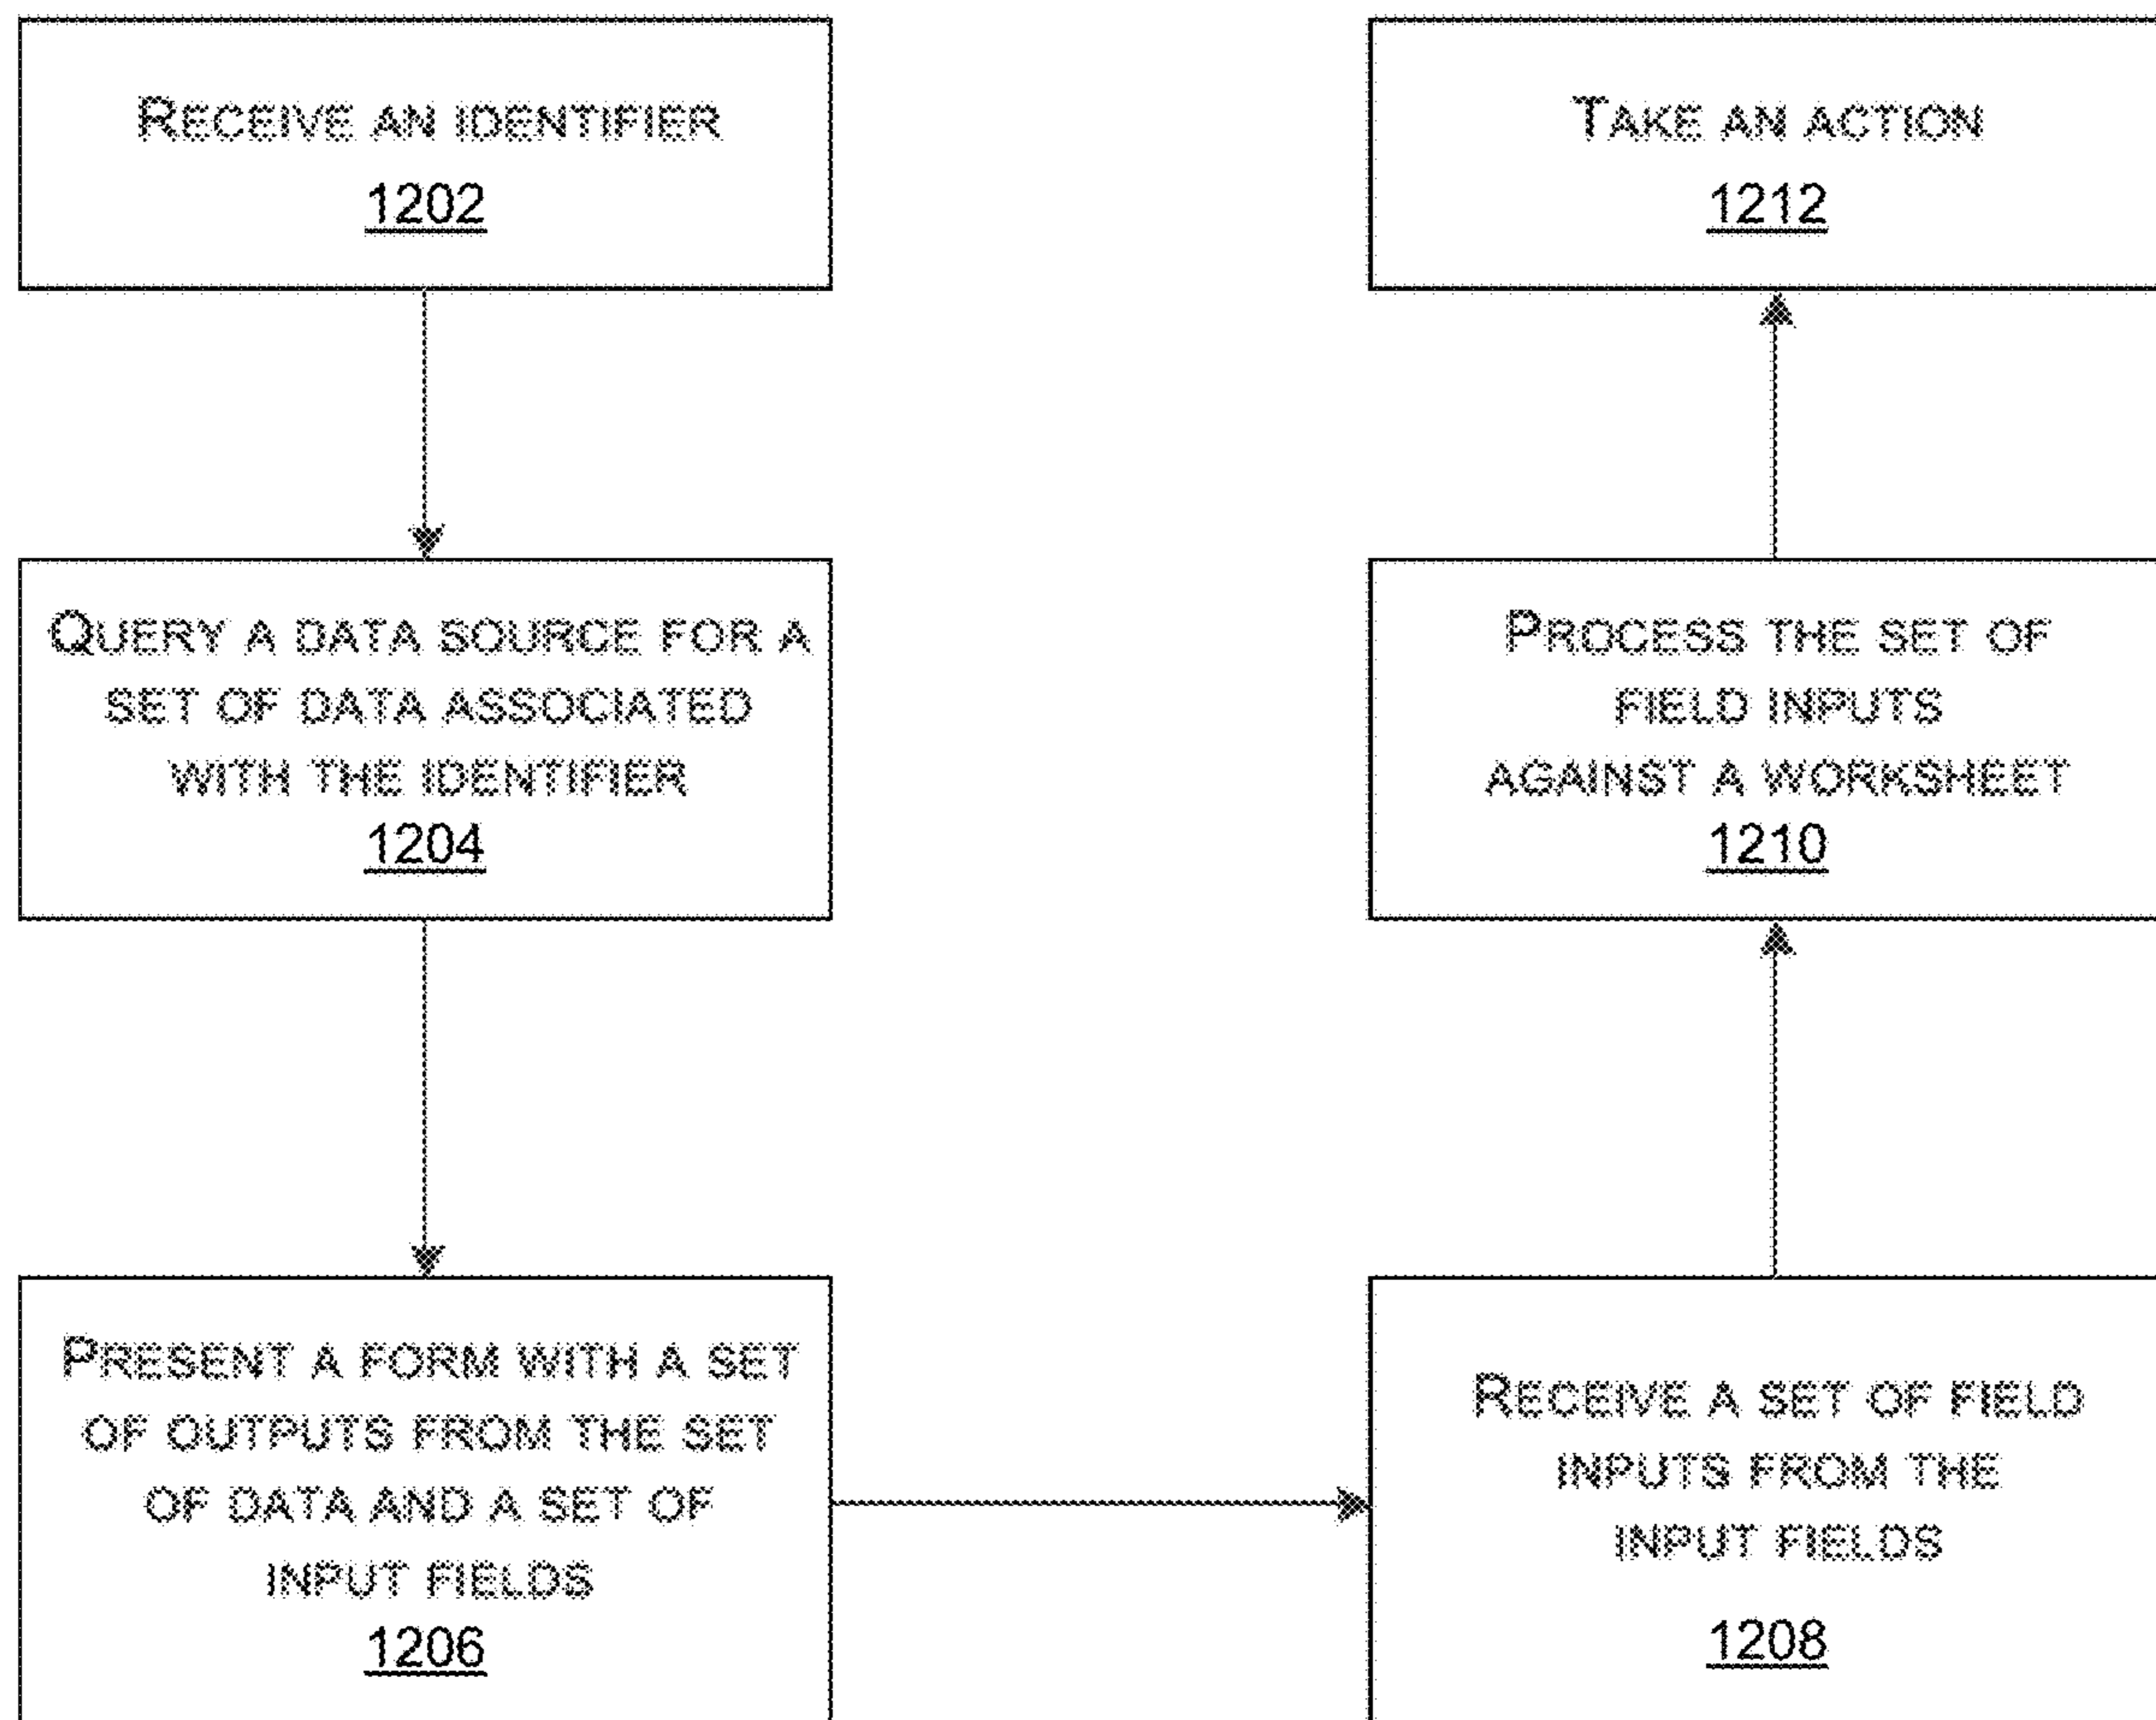 RECEIVE AN IDENTIFIER
1202
QUERY A DATA SOURCE FOR A
SET OF DATA ASSOCIATED
WITH THE IDENTIFIER
1204
PRESENT A FORM WITH A SET
OF OUTPUTS FROM THE SET
OF DATA AND A SET OF
INPUT FIELDS
1206
RECEIVE A SET OF FIELD
INPUTS FROM THE
INPUT FIELDS
1208
PROCESS THE SET OF
FIELD INPUTS
AGAINST A WORKSHEET
1210
TAKE AN ACTION
1212